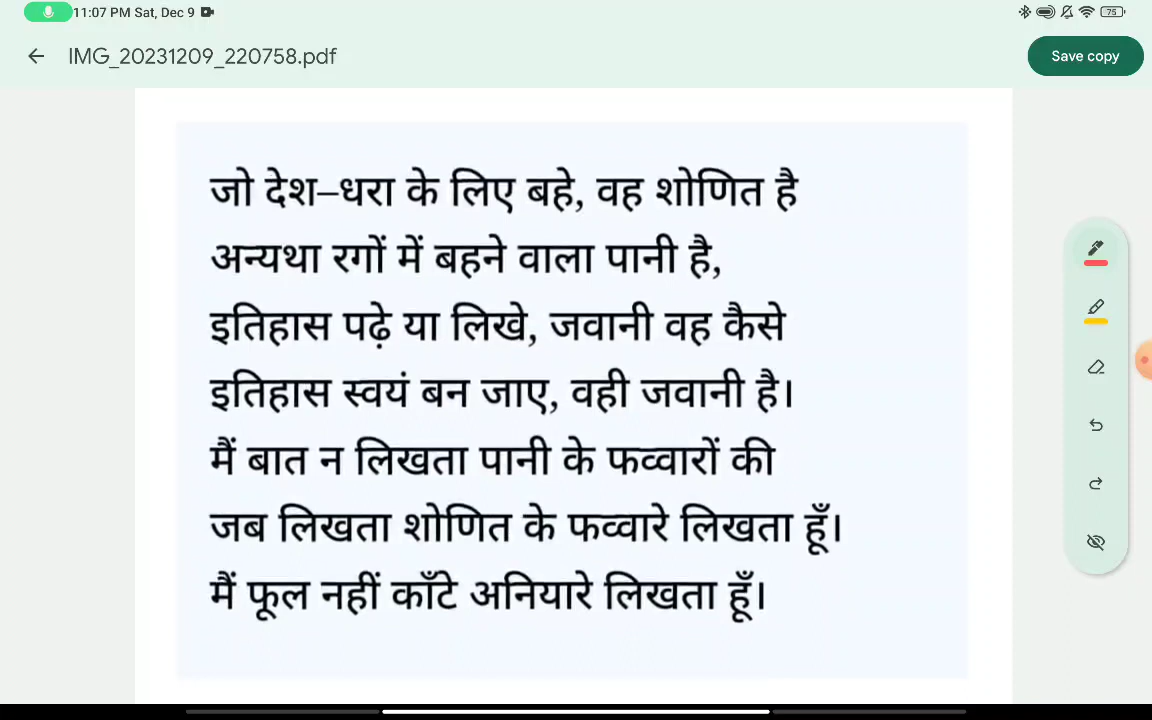 11:07 PM Sat, Dec 9
75
IMG_20231209_220758.pdf
Save copy
जो देश–धरा के लिए बहे, वह शोणित है
अन्यथा रगों में बहने वाला पानी है,
इतिहास पढ़े या लिखे, जवानी वह कैसे
इतिहास स्वयं बन जाए, वही जवानी है।
मैं बात न लिखता पानी के फव्वारों की
जब लिखता शोणित के फव्वारे लिखता हूँ।
मैं फूल नहीं काँटे अनियारे लिखता हूँ।